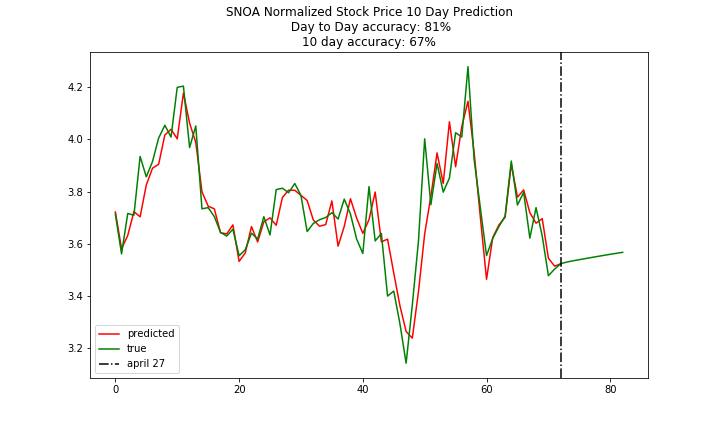 SNOA Normalized Stock Price 10 Day Prediction
Day to Day accuracy: 81%
10 day accuracy: 67%
4.2
4.0
3.8
3.6
3.4
3.2
predicted
true
april 27
0 20 40 60 80